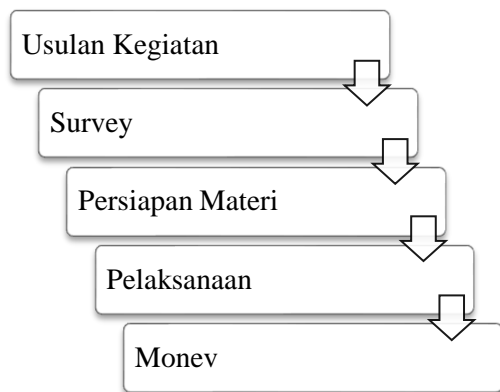 Usulan Kegiatan
Survey
Persiapan Materi
Pelaksanaan
Monev